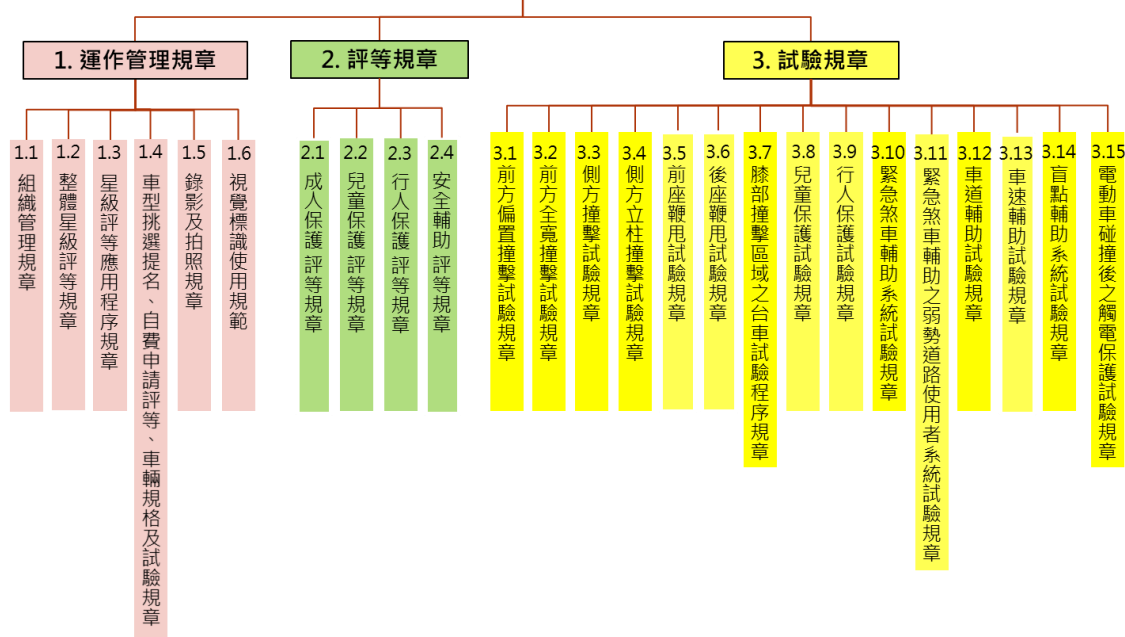 1. 運作管理規章
1.1 組織管理規章
1.2 整體星級評等規章
1.3 星級評等應用程序規章
1.4 車型挑選提名、自費申請評等、車輛規格及試驗規章
1.5 錄影及拍照規章
1.6 視覺標識使用規範
2. 評等規章
2.1 成人保護 評等規章
2.2 兒童保護 評等規章
2.3 行人保護 評等規章
2.4 安全輔助 評等規章
3. 試驗規章
3.1 前方偏置撞擊試驗規章
3.2 前方全寬撞擊試驗規章
3.3 側方撞擊試驗規章
3.4 側方立柱撞擊試驗規章
3.5 前座鞭甩試驗規章
3.6 後座鞭甩試驗規章
3.7 膝部撞擊區域之台車試驗程序規章
3.8 兒童保護試驗規章
3.9 行人保護試驗規章
3.10 緊急煞車輔助系統試驗規章
3.11 緊急煞車輔助之弱勢道路使用者系統試驗規章
3.12 車道輔助試驗規章
3.13 車速輔助試驗規章
3.14 盲點輔助系統試驗規章
3.15 電動車碰撞後之觸電保護試驗規章